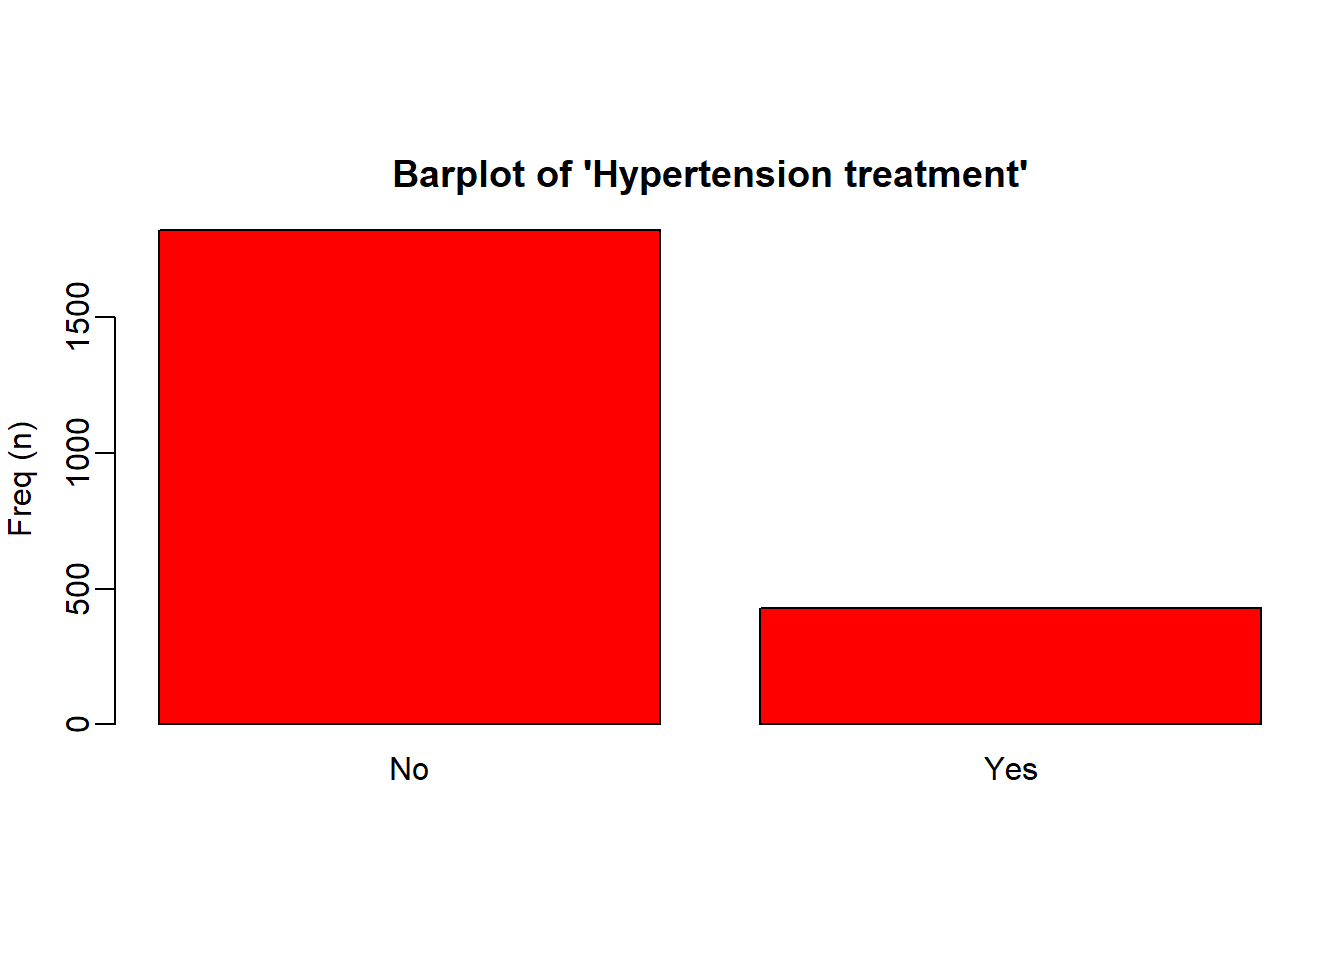 Barplot of 'Hypertension treatment'
Freq (n)
1500
1000
500
0
No
Yes